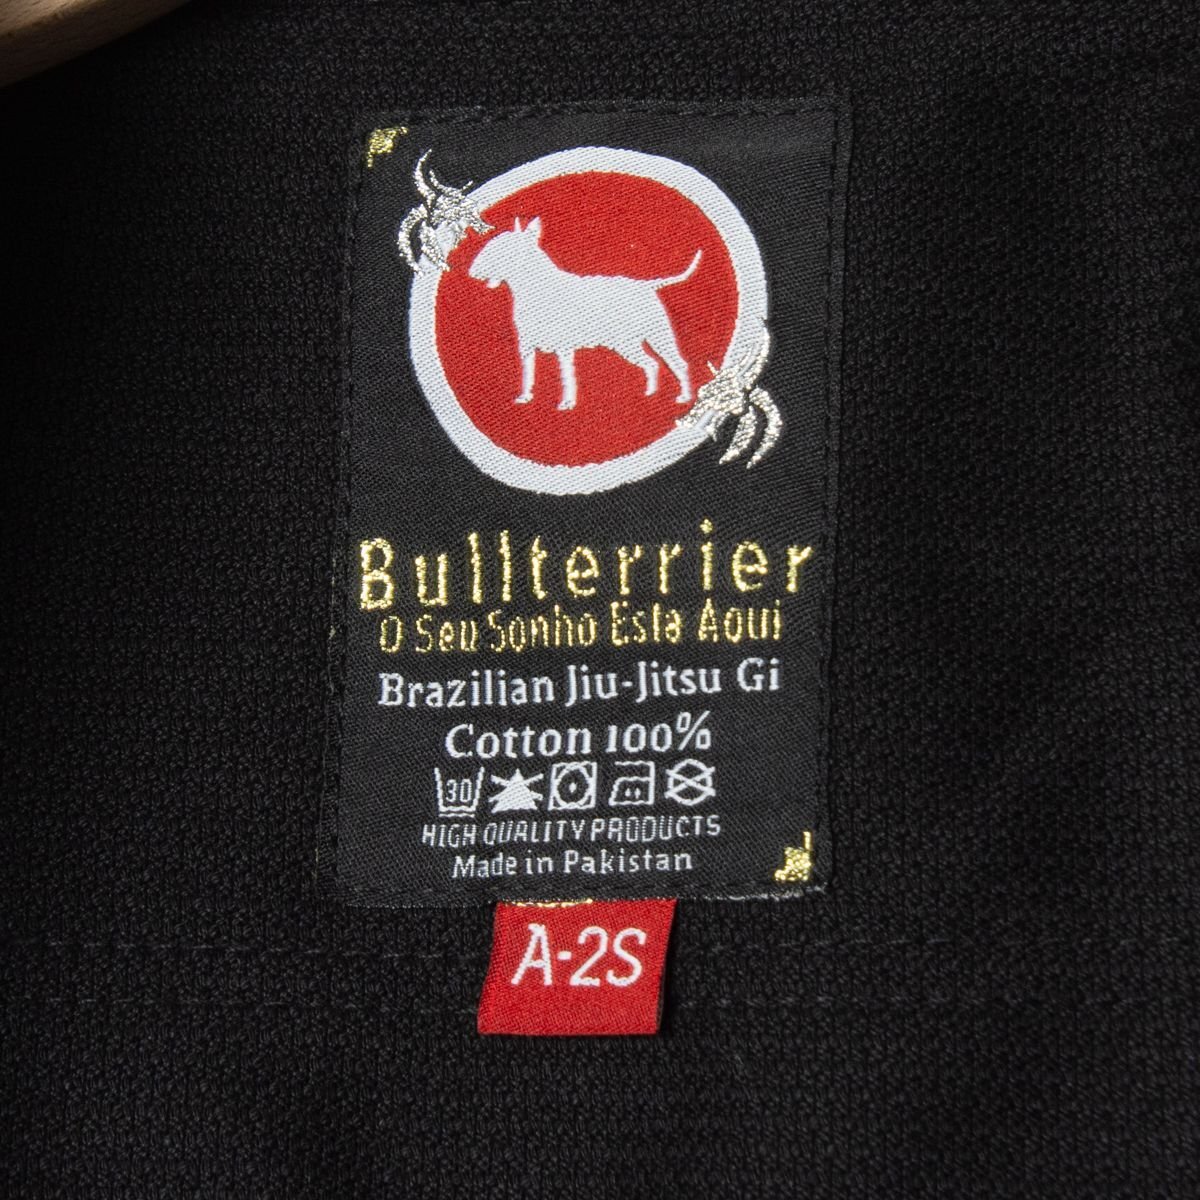 Bullterrier
O Seu Sonho Esta Aqui
Brazilian Jiu-Jitsu Gi
Cotton 100%
30
HIGH QUALITY PRODUCTS
Made in Pakistan
A-2S